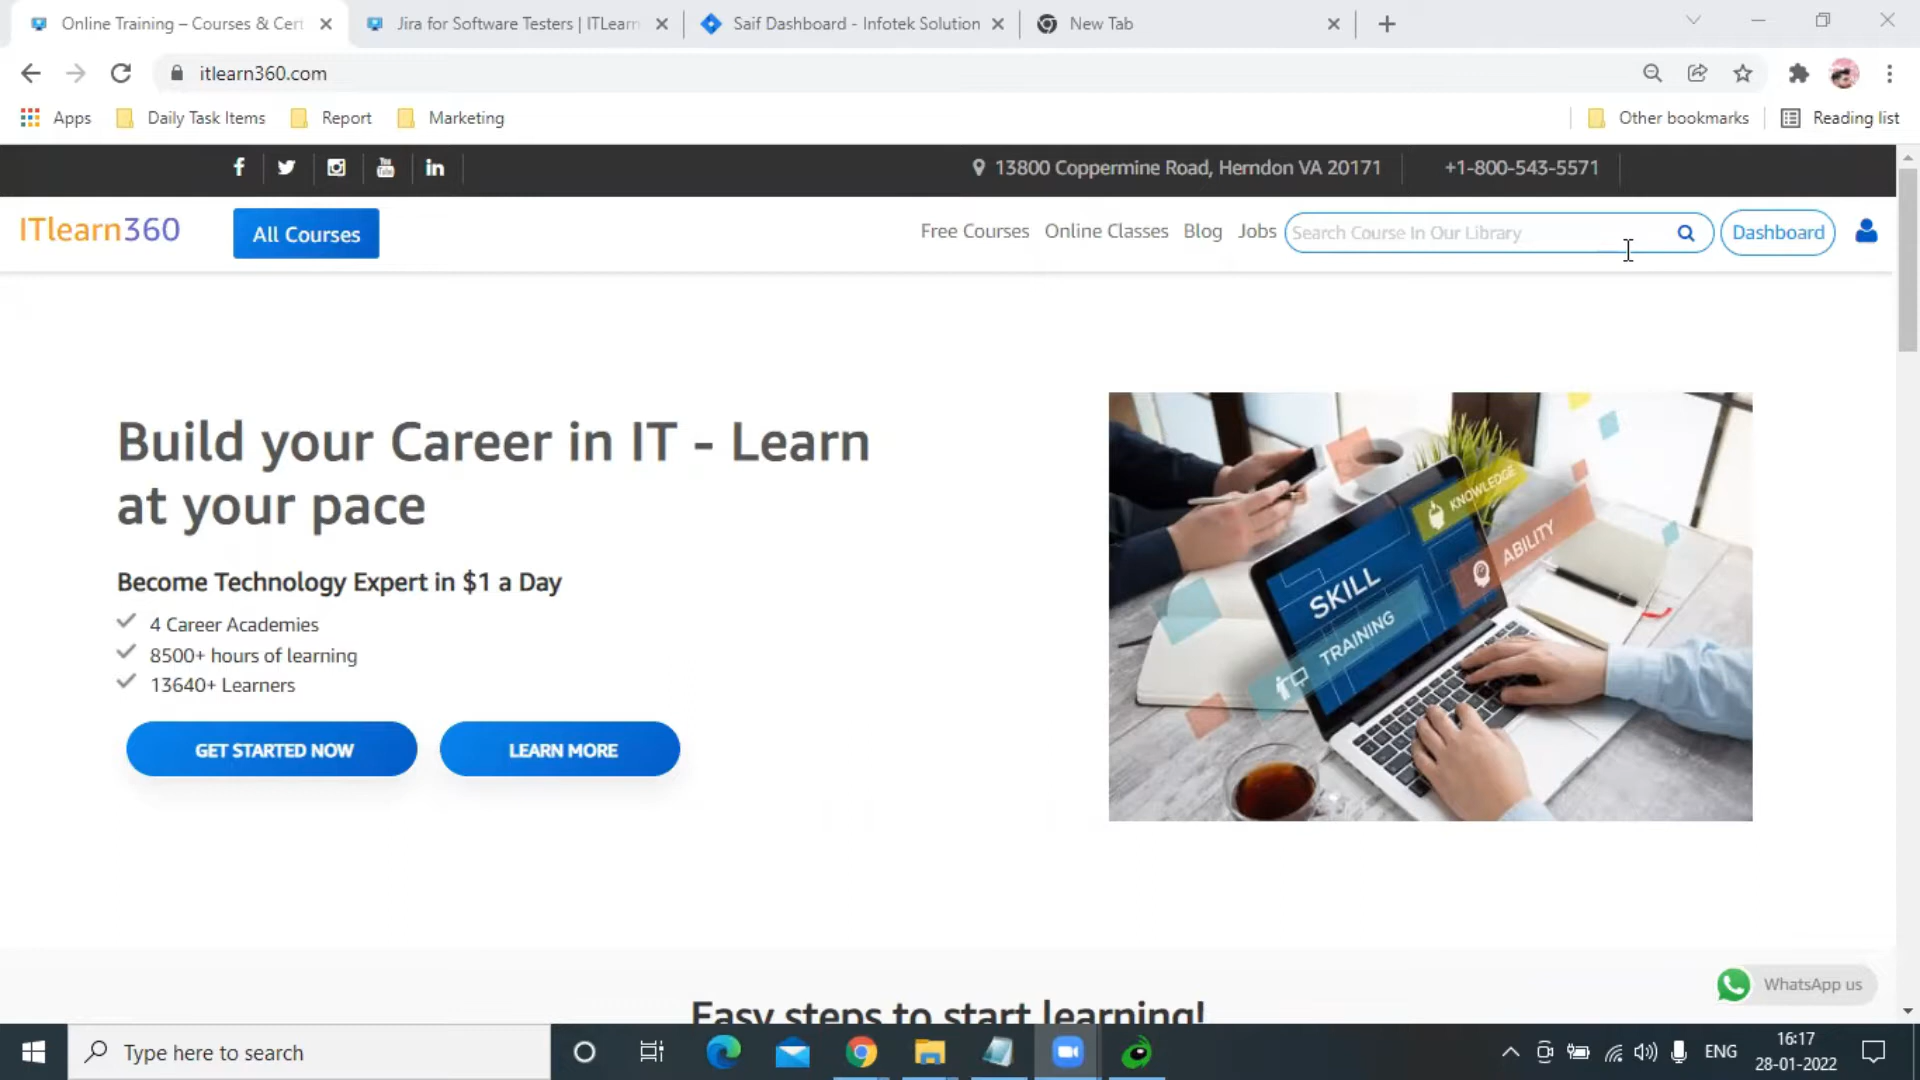 Online Training – Courses & Cert
Jira for Software Testers | ITLearn
Saif Dashboard - Infotek Solution
New Tab
itlearn360.com
Apps
Daily Task Items
Report
Marketing
Other bookmarks
Reading list
13800 Coppermine Road, Herndon VA 20171
+1-800-543-5571
ITlearn360
All Courses
Free Courses
Online Classes
Blog
Jobs
Search Course In Our Library
Dashboard
Build your Career in IT - Learn
at your pace
Become Technology Expert in $1 a Day
4 Career Academies
8500+ hours of learning
13640+ Learners
GET STARTED NOW
LEARN MORE
KNOWLEDGE
ABILITY
SKILL
TRAINING
WhatsApp us
Easy steps to start learning!
Type here to search
ENG
16:17
28-01-2022